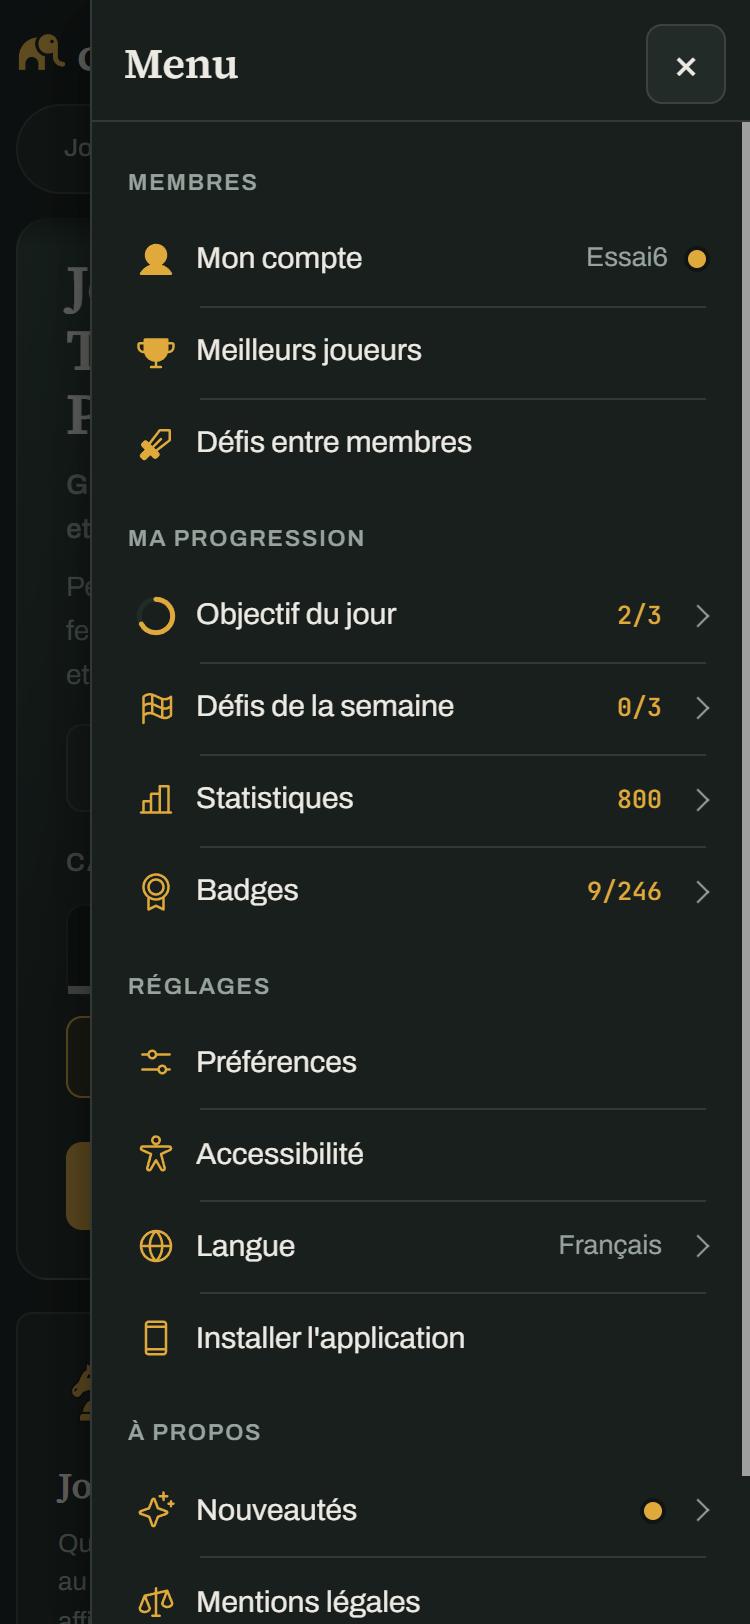 Menu
×
MEMBRES
Mon compte Essai6
Meilleurs joueurs
Défis entre membres
MA PROGRESSION
Objectif du jour 2/3
Défis de la semaine 0/3
Statistiques 800
Badges 9/246
RÉGLAGES
Préférences
Accessibilité
Langue Français
Installer l'application
À PROPOS
Nouveautés
Mentions légales